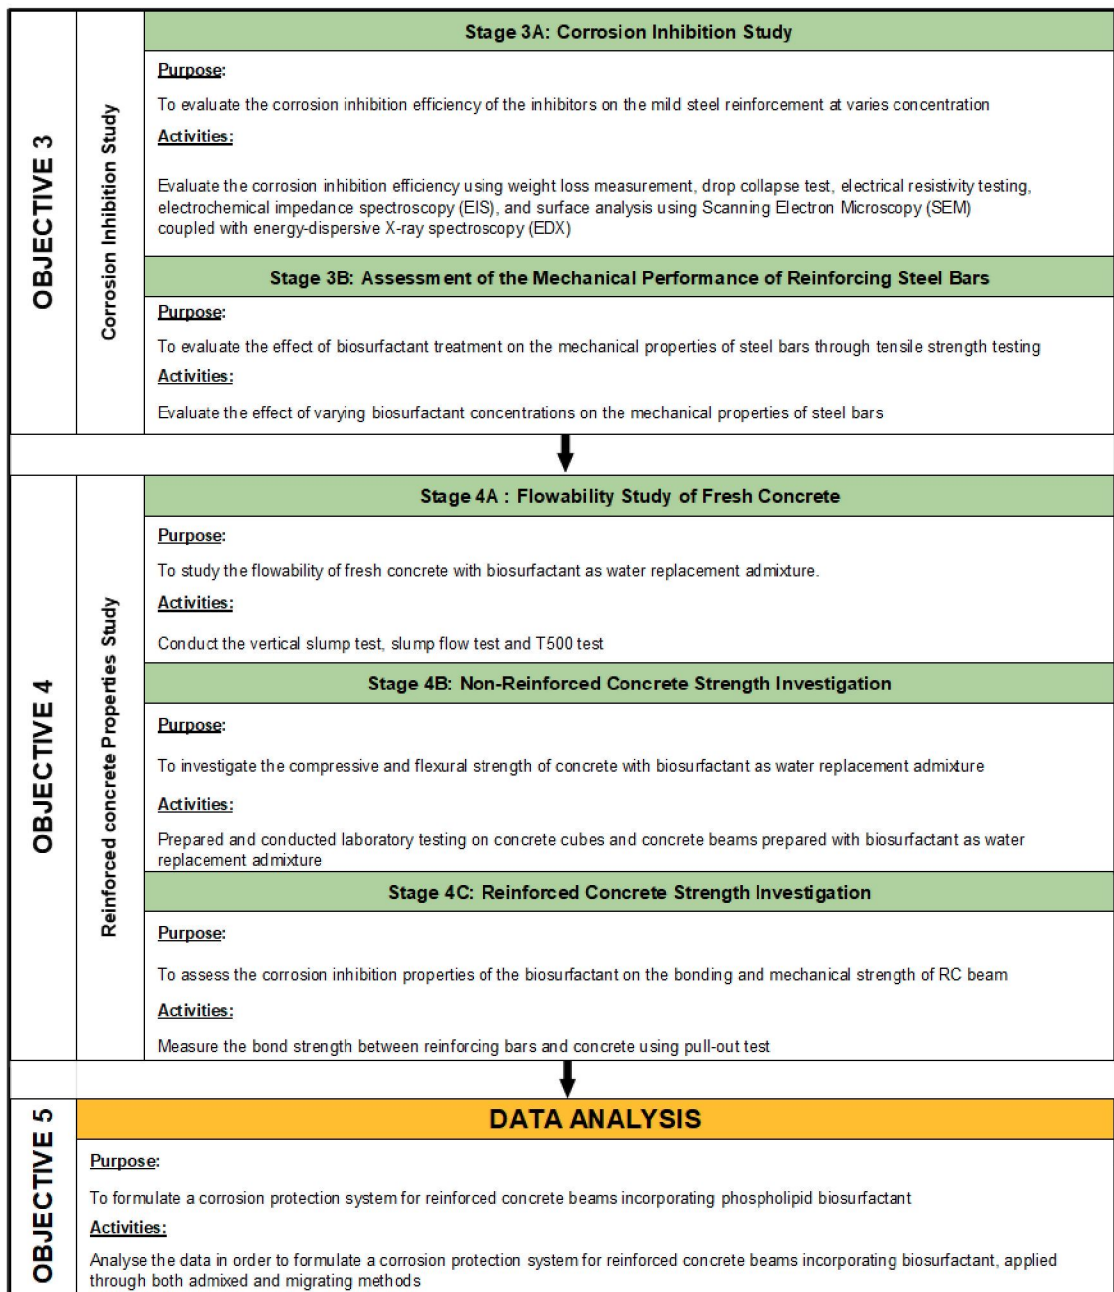 OBJECTIVE 3
Corrosion Inhibition Study
Stage 3A: Corrosion Inhibition Study
Purpose:
To evaluate the corrosion inhibition efficiency of the inhibitors on the mild steel reinforcement at varies concentration
Activities:
Evaluate the corrosion inhibition efficiency using weight loss measurement, drop collapse test, electrical resistivity testing,
electrochemical impedance spectroscopy (EIS), and surface analysis using Scanning Electron Microscopy (SEM)
coupled with energy-dispersive X-ray spectroscopy (EDX)
Stage 3B: Assessment of the Mechanical Performance of Reinforcing Steel Bars
Purpose:
To evaluate the effect of biosurfactant treatment on the mechanical properties of steel bars through tensile strength testing
Activities:
Evaluate the effect of varying biosurfactant concentrations on the mechanical properties of steel bars
OBJECTIVE 4
Reinforced concrete Properties Study
Stage 4A : Flowability Study of Fresh Concrete
Purpose:
To study the flowability of fresh concrete with biosurfactant as water replacement admixture.
Activities:
Conduct the vertical slump test, slump flow test and T500 test
Stage 4B: Non-Reinforced Concrete Strength Investigation
Purpose:
To investigate the compressive and flexural strength of concrete with biosurfactant as water replacement admixture
Activities:
Prepared and conducted laboratory testing on concrete cubes and concrete beams prepared with biosurfactant as water
replacement admixture
Stage 4C: Reinforced Concrete Strength Investigation
Purpose:
To assess the corrosion inhibition properties of the biosurfactant on the bonding and mechanical strength of RC beam
Activities:
Measure the bond strength between reinforcing bars and concrete using pull-out test
OBJECTIVE 5
DATA ANALYSIS
Purpose:
To formulate a corrosion protection system for reinforced concrete beams incorporating phospholipid biosurfactant
Activities:
Analyse the data in order to formulate a corrosion protection system for reinforced concrete beams incorporating biosurfactant, applied
through both admixed and migrating methods